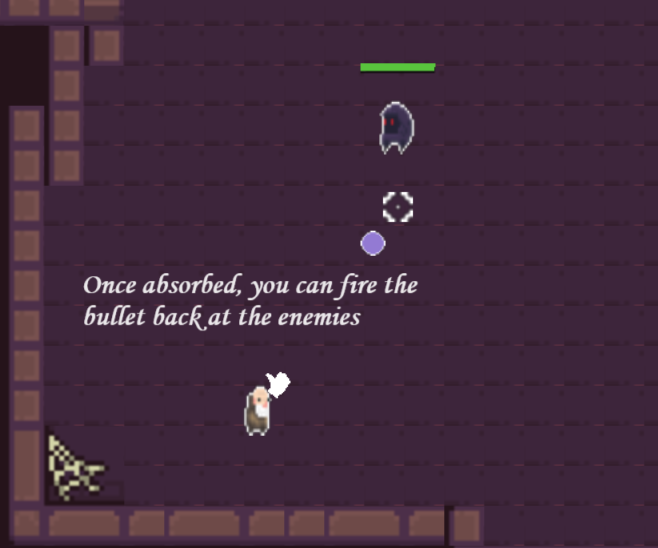 Once absorbed, you can fire the
bullet back at the enemies